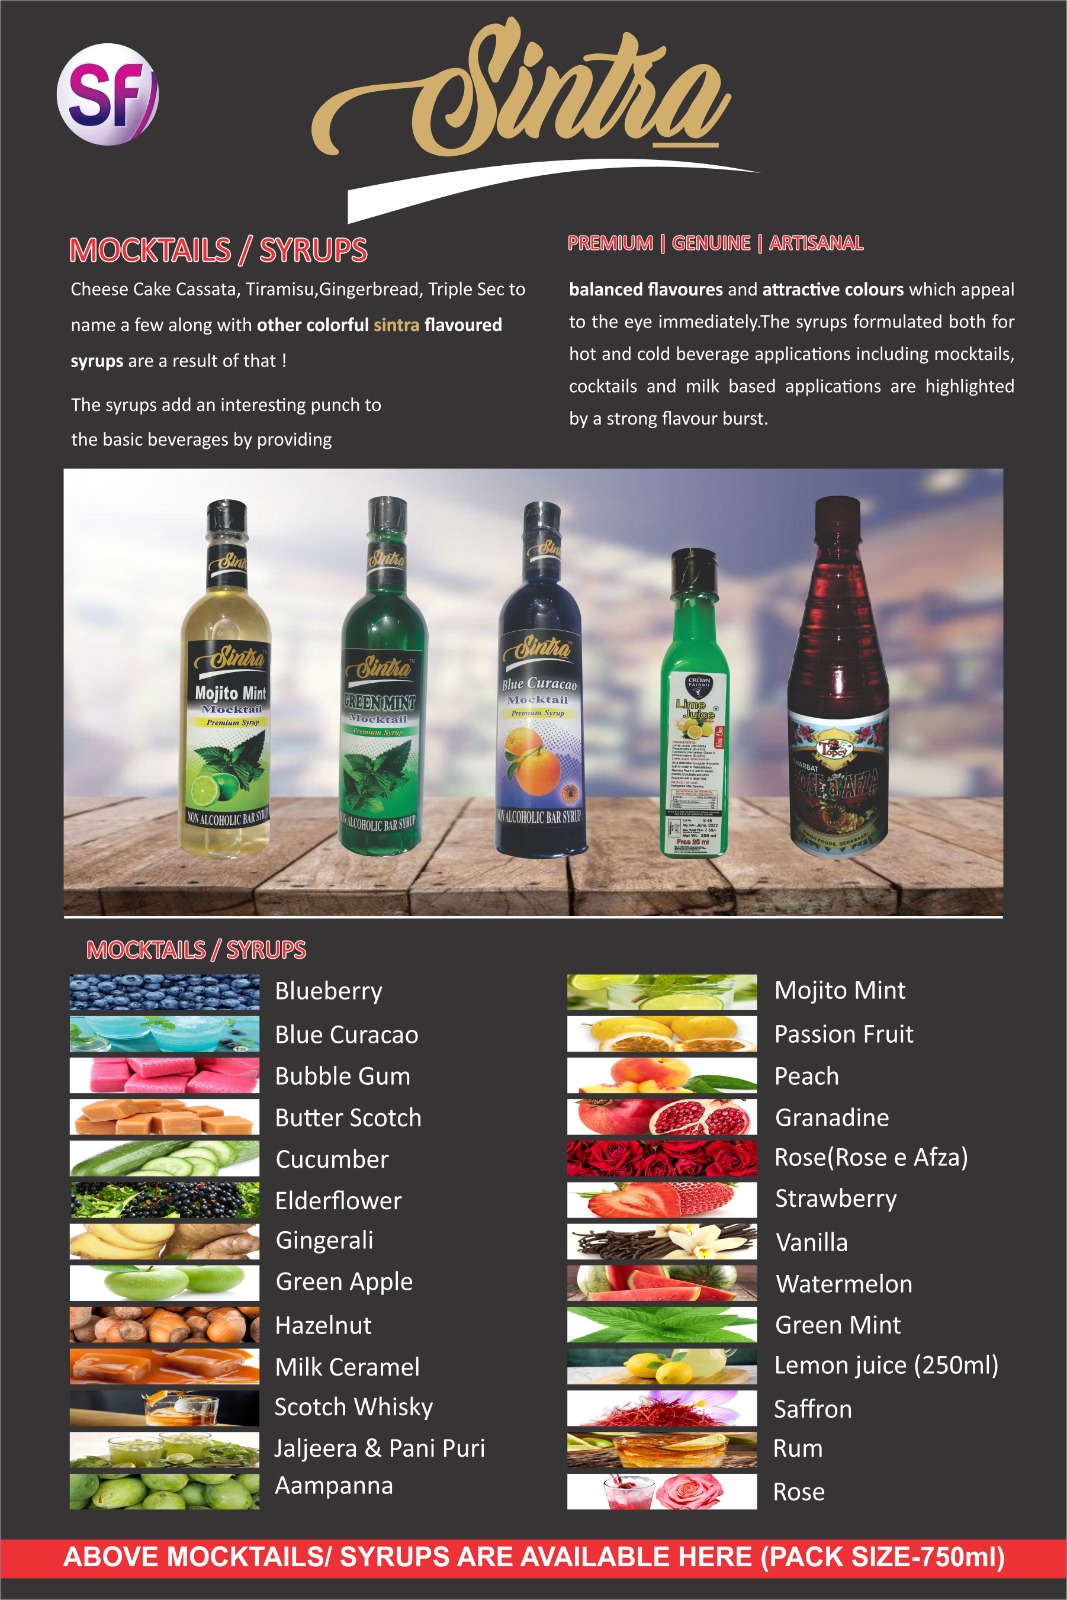 SF
Sintra
MOCKTAILS / SYRUPS
Cheese Cake Cassata, Tiramisu,Gingerbread, Triple Sec to
name a few along with other colorful sintra flavoured
syrups are a result of that !
The syrups add an interesting punch to
the basic beverages by providing
PREMIUM | GENUINE | ARTISANAL
balanced flavoures and attractive colours which appeal
to the eye immediately.The syrups formulated both for
hot and cold beverage applications including mocktails,
cocktails and milk based applications are highlighted
by a strong flavour burst.
Sintra
Sintra
Mojito Mint
Mocktail
Premium Syrup
NON ALCOHOLIC BAR SYRUP
Sintra
Sintra
GREEN MINT
Mocktail
Premium Syrup
NON ALCOHOLIC BAR SYRUP
Sintra
Sintra
Blue Curacao
Mocktail
Premium Syrup
NON ALCOHOLIC BAR SYRUP
CROWN
Lime
Juice
Free 25 ml
Topcy
SHARBAT
ROSE e AFZA
MOCKTAILS / SYRUPS
Blueberry
Blue Curacao
Bubble Gum
Butter Scotch
Cucumber
Elderflower
Gingerali
Green Apple
Hazelnut
Milk Ceramel
Scotch Whisky
Jaljeera & Pani Puri
Aampanna
Mojito Mint
Passion Fruit
Peach
Granadine
Rose(Rose e Afza)
Strawberry
Vanilla
Watermelon
Green Mint
Lemon juice (250ml)
Saffron
Rum
Rose
ABOVE MOCKTAILS/ SYRUPS ARE AVAILABLE HERE (PACK SIZE-750ml)